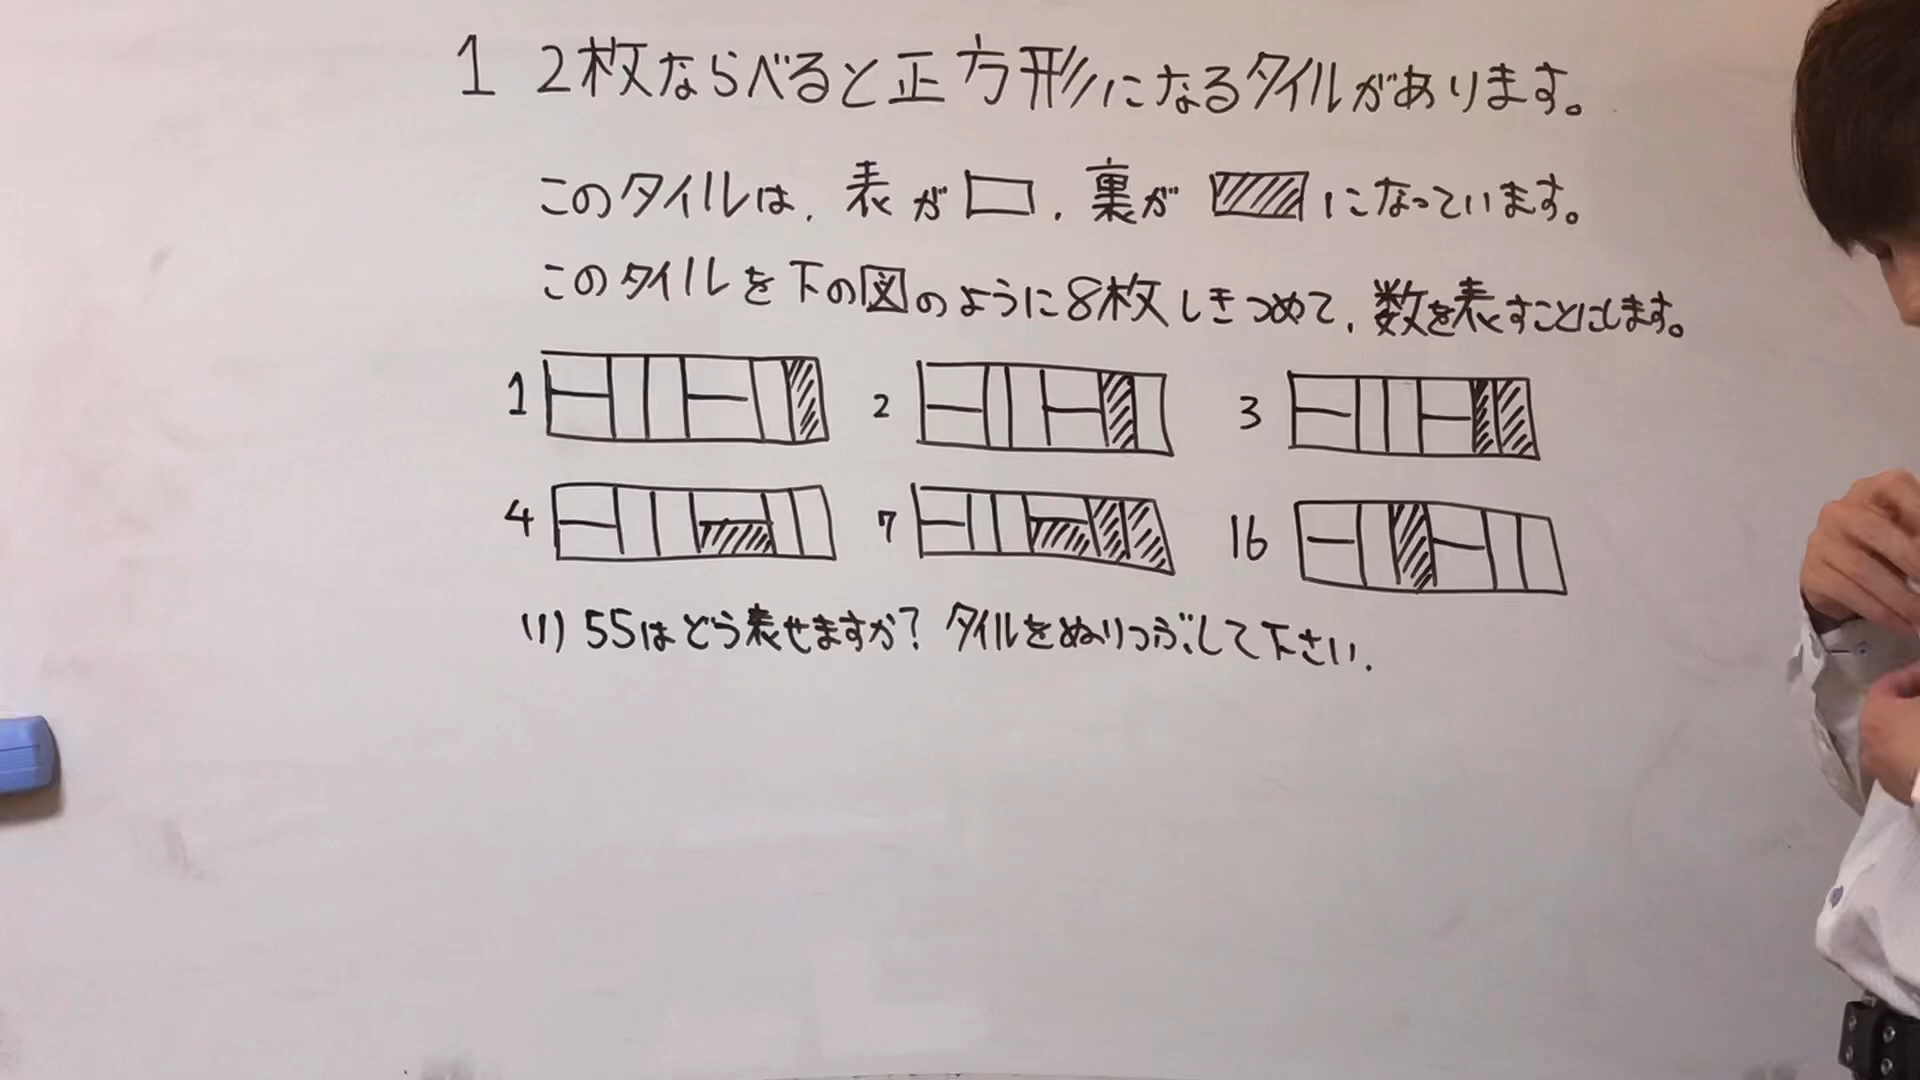 1 2枚ならべると正方形になるタイルがあります。
このタイルは、表が 、裏が になっています。
このタイルを下の図のように8枚しきつめて、数を表すことにします。
1 2 3
4 7 16
(1) 55はどう表せますか? タイルをぬりつぶして下さい.